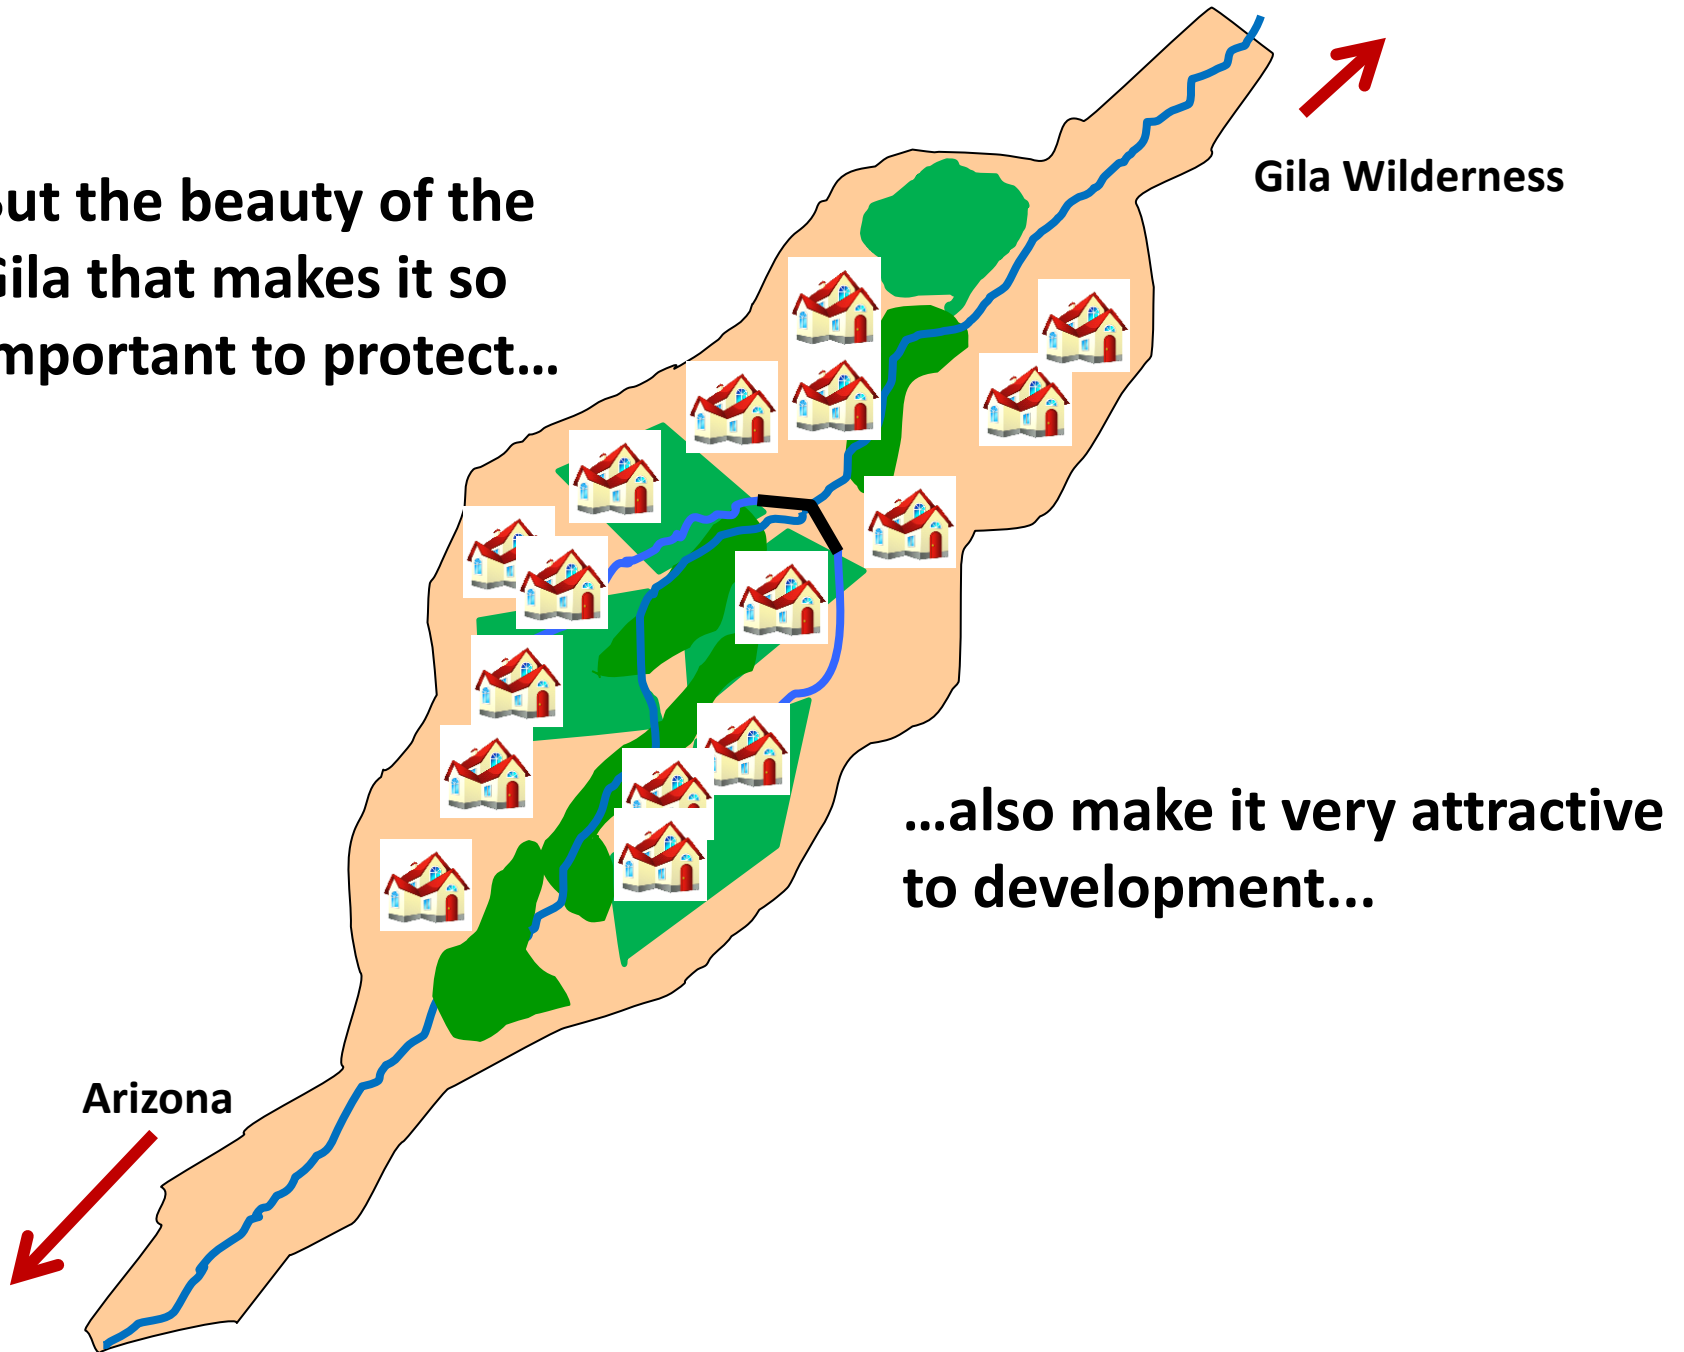 ut the beauty of the
Gila that makes it so
mportant to protect…
Gila Wilderness
…also make it very attractive
to development...
Arizona